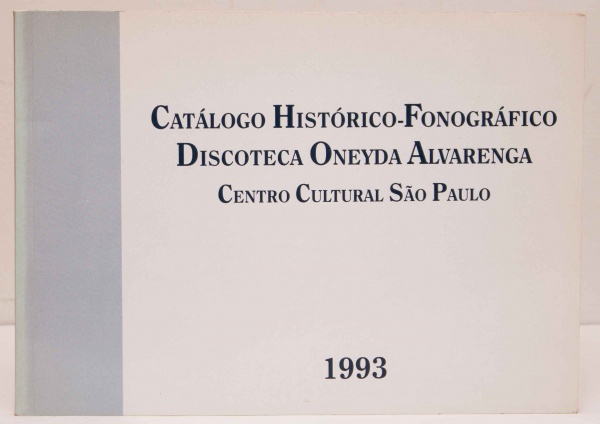 Catálogo Histórico-Fonográfico
Discoteca Oneyda Alvarenga
Centro Cultural São Paulo
1993